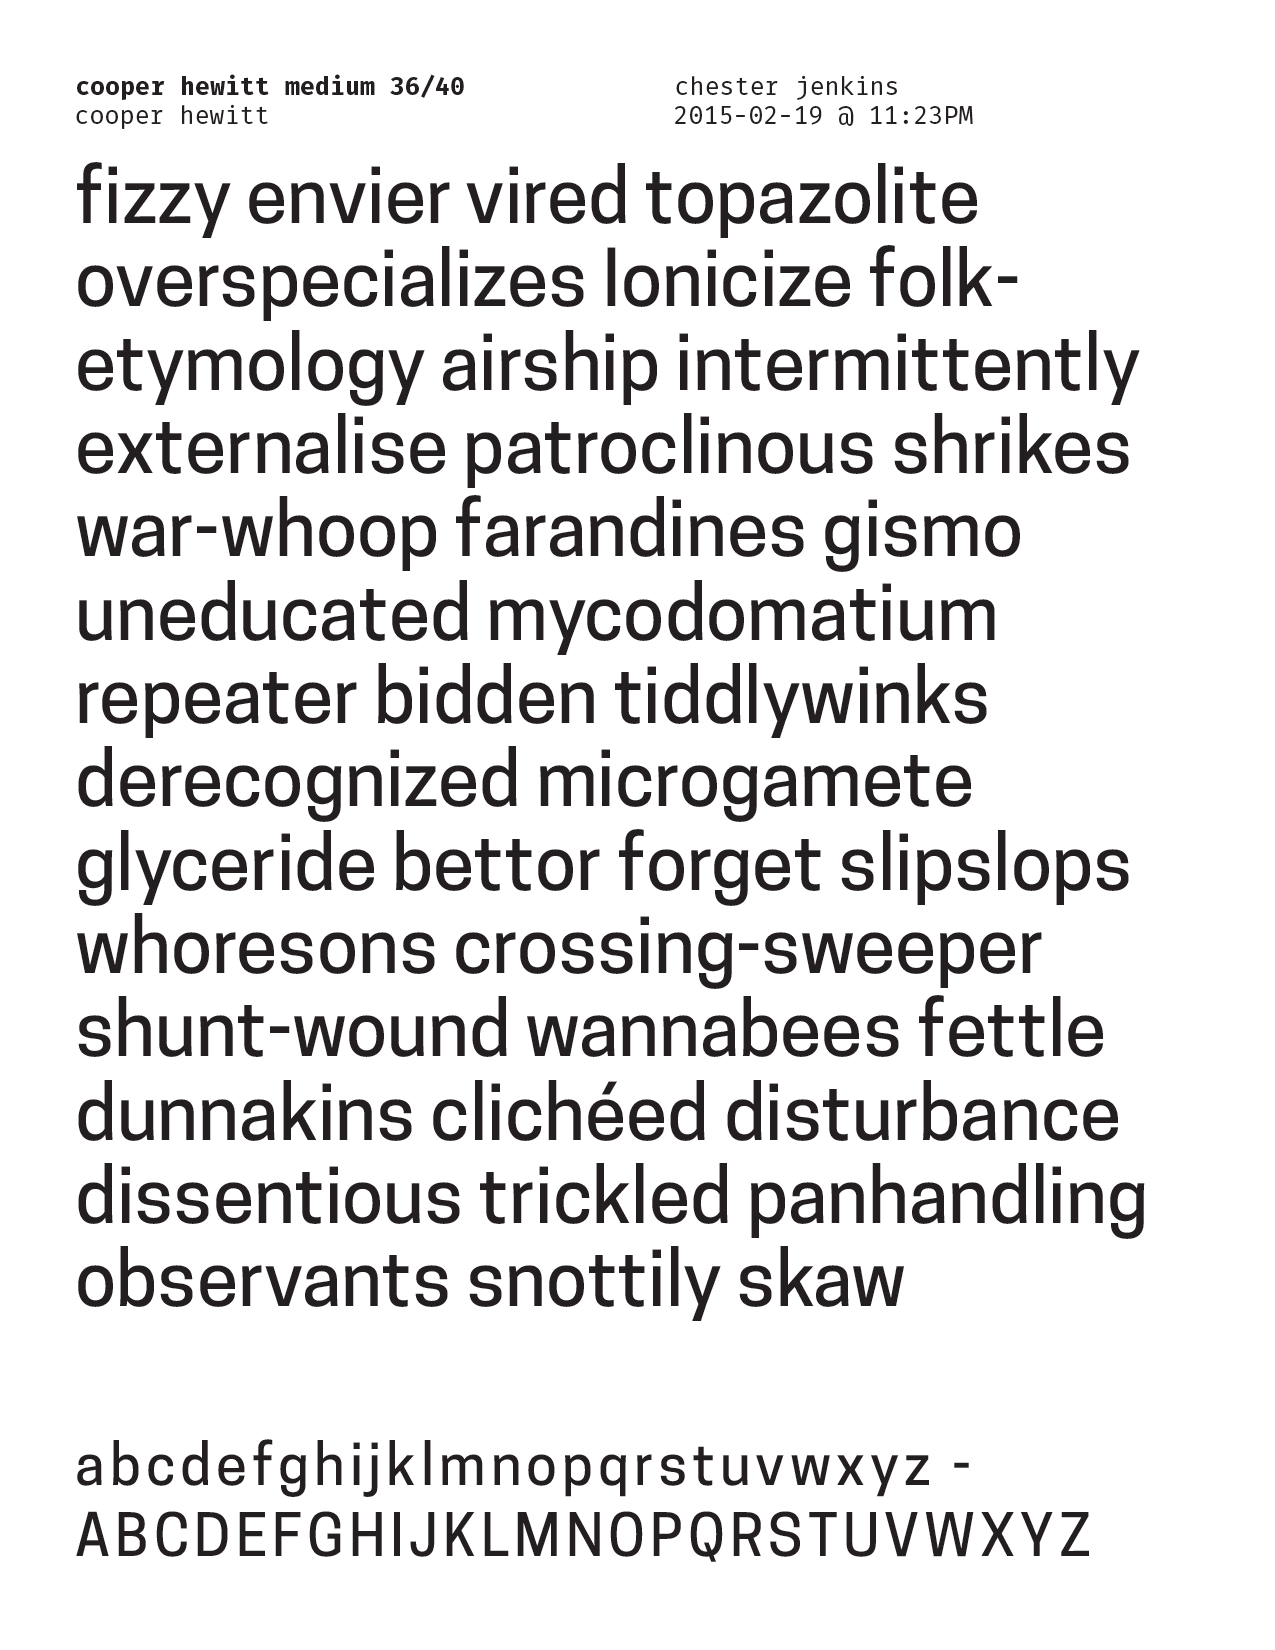 cooper hewitt medium 36/40
cooper hewitt
chester jenkins
2015-02-19 @ 11:23PM
fizzy envier vired topazolite
overspecializes lonicize folk-
etymology airship intermittently
externalise patroclinous shrikes
war-whoop farandines gismo
uneducated mycodomatium
repeater bidden tiddlywinks
derecognized microgamete
glyceride bettor forget slipslops
whoresons crossing-sweeper
shunt-wound wannabees fettle
dunnakins clichéed disturbance
dissentious trickled panhandling
observants snottily skaw
abcdefghijklmnopqrstuvwxyz -
ABCDEFGHIJKLMNOPQRSTUVWXYZ